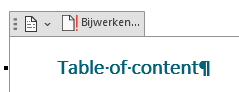 Bijwerken...
Table of content¶